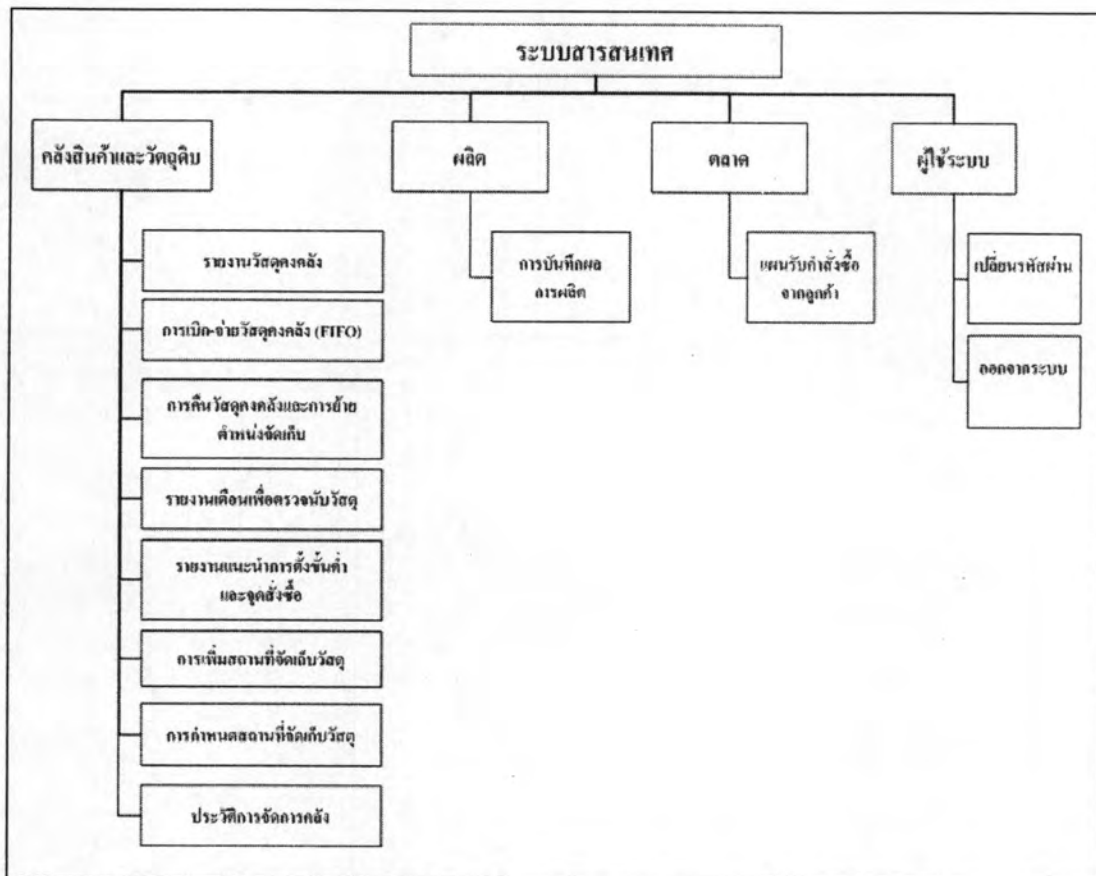 ระบบสารสนเทศ
คลังสินค้าและวัตถุดิบ
ผลิต
ตลาด
ผู้ใช้ระบบ
รายงานวัสดุคงคลัง
การเบิก-จ่ายวัสดุคงคลัง (FIFO)
การคืนวัสดุคงคลังและการย้าย
ตำหน่งจัดเก็บ
รายงานเตือนเพื่อตรวจนับวัสดุ
รายงานแนะนำการตั้งขั้นต่ำ
และจุดสั่งซื้อ
การเพิ่มสถานที่จัดเก็บวัสดุ
การกำหนดสถานที่จัดเก็บวัสดุ
ประวัติการจัดการคลัง
การบันทึกผล
การผลิต
แผนรับคำสั่งซื้อ
จากลูกค้า
เปลี่ยนรหัสผ่าน
ออกจากระบบ